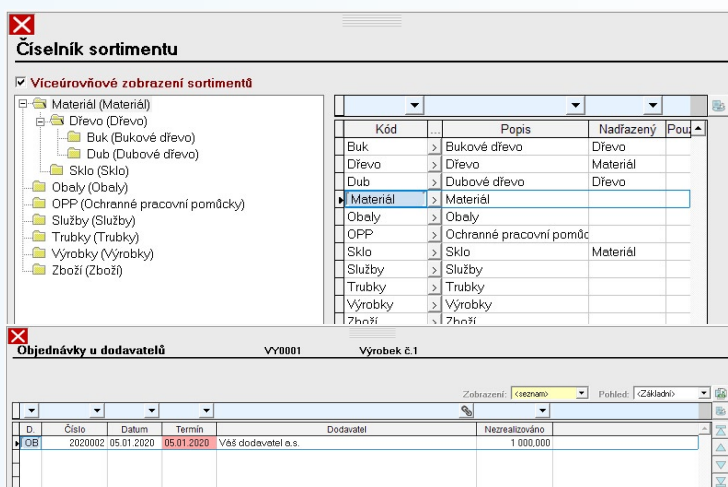 Číselník sortimentu
Víceúrovňové zobrazení sortimentů
Materiál (Materiál)
Dřevo (Dřevo)
Buk (Bukové dřevo)
Dub (Dubové dřevo)
Sklo (Sklo)
Obaly (Obaly)
OPP (Ochranné pracovní pomůcky)
Služby (Služby)
Trubky (Trubky)
Výrobky (Výrobky)
Zboží (Zboží)
Kód ... Popis Nadřazený Pou
Buk > Bukové dřevo Dřevo
Dřevo > Dřevo Materiál
Dub > Dubové dřevo Dřevo
Materiál > Materiál
Obaly > Obaly
OPP > Ochranné pracovní pomůc
Sklo > Sklo Materiál
Služby > Služby
Trubky > Trubky
Výrobky > Výrobky
Zboží > Zboží
Objednávky u dodavatelů VY0001 Výrobek č.1
Zobrazení: <seznam> Pohled: <Základní>
D. Číslo Datum Termín Dodavatel Nezrealizováno
OB 2020002 05.01.2020 05.01.2020 Váš dodavatel a.s. 1 000,000